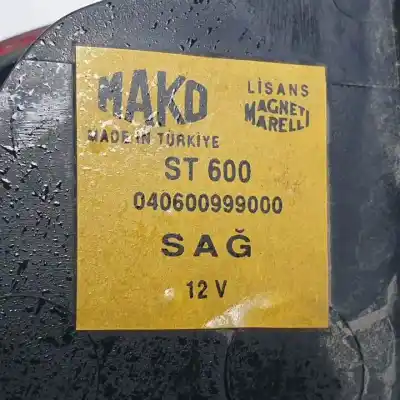 MAKO
LİSANS
MAGNETI
MARELLI
MADE IN TÜRKİYE
ST 600
040600999000
SAĞ
12 V